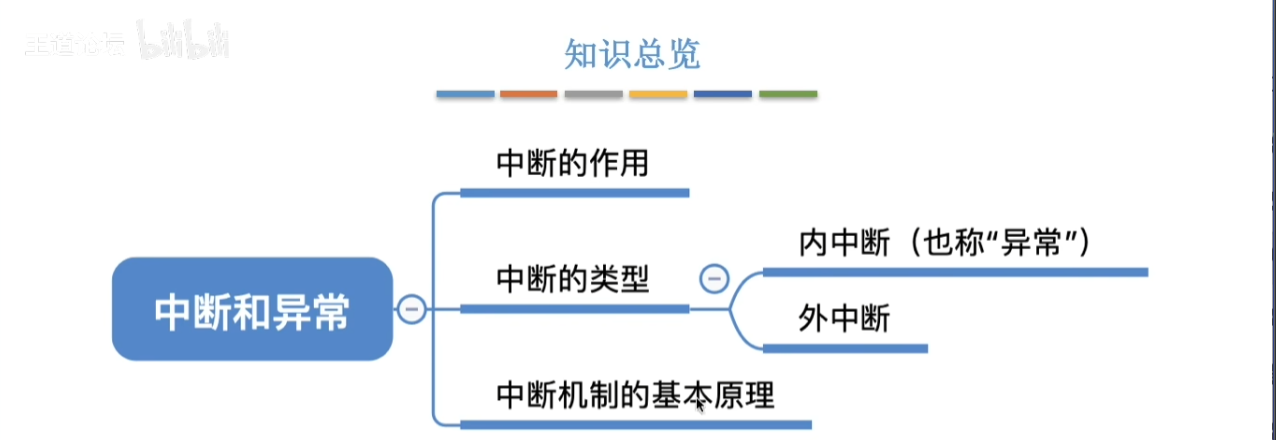 王道论坛 bilibili
知识总览
中断的作用
内中断（也称“异常”）
中断的类型
外中断
中断和异常
中断机制的基本原理